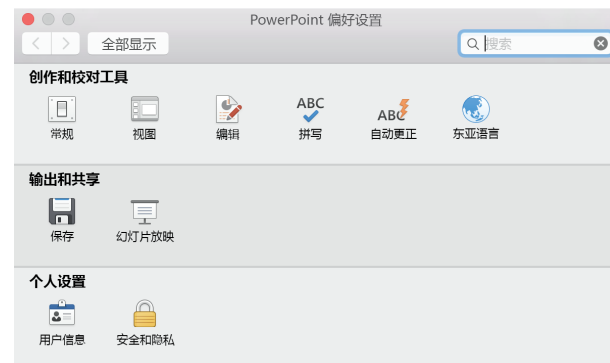 PowerPoint 偏好设置
全部显示
搜索
创作和校对工具
ABC
ABC
常规 视图 编辑 拼写 自动更正 东亚语言
输出和共享
保存 幻灯片放映
个人设置
用户信息 安全和隐私